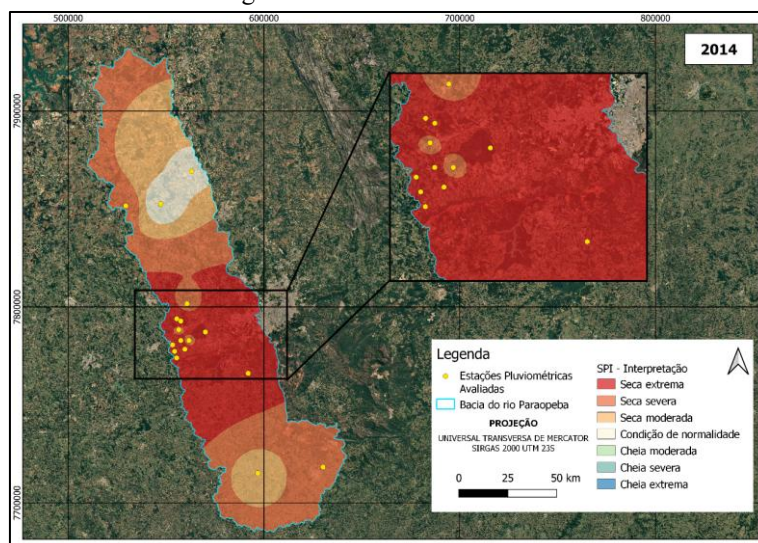 500000
600000
700000
800000
2014
7900000
7800000
7700000
Legenda
Estações Pluviométricas
Avaliadas
Bacia do rio Paraopeba
PROJEÇÃO
UNIVERSAL TRANSVERSA DE MERCATOR
SIRGAS 2000 UTM 23S
0 25 50 km
SPI - Interpretação
Seca extrema
Seca severa
Seca moderada
Condição de normalidade
Cheia moderada
Cheia severa
Cheia extrema